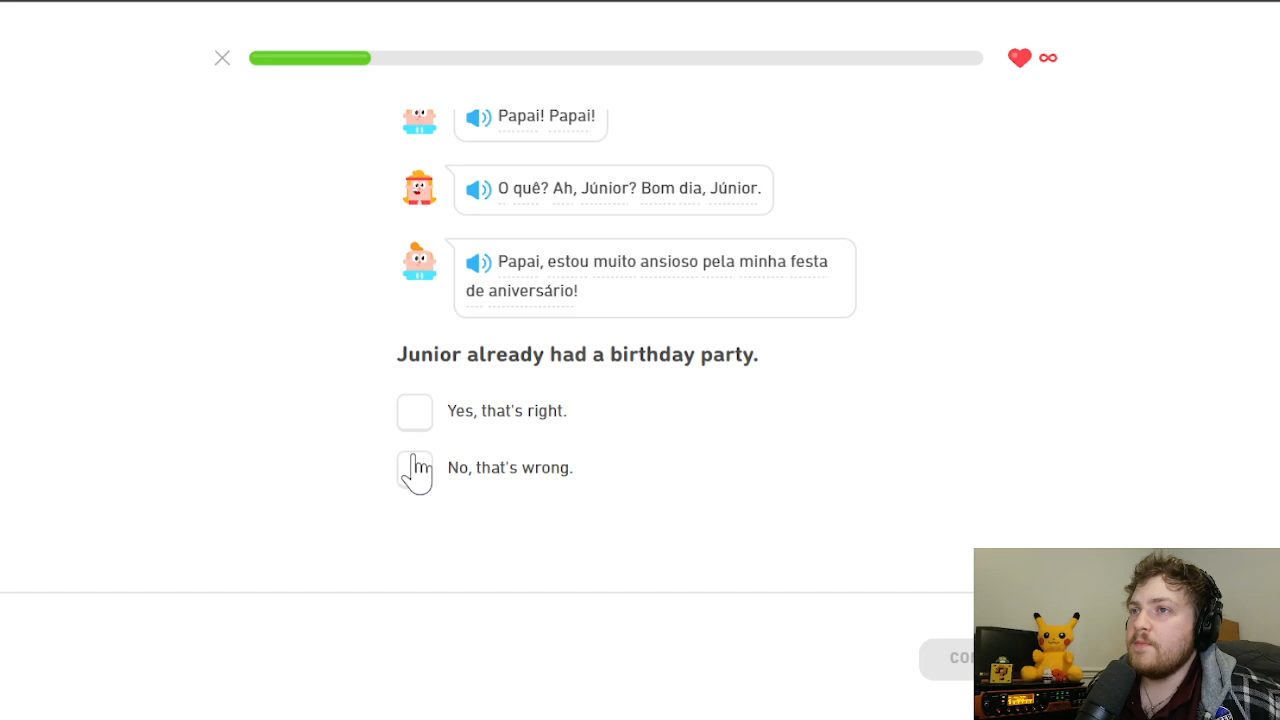 ∞
Papai! Papai!
O quê? Ah, Júnior? Bom dia, Júnior.
Papai, estou muito ansioso pela minha festa
de aniversário!
Junior already had a birthday party.
Yes, that's right.
No, that's wrong.